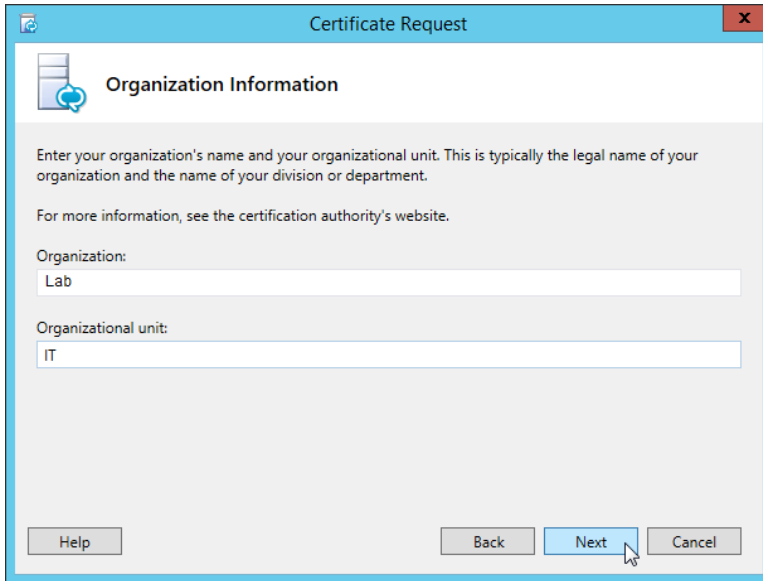 Certificate Request
x
Organization Information
Enter your organization's name and your organizational unit. This is typically the legal name of your
organization and the name of your division or department.
For more information, see the certification authority's website.
Organization:
Lab
Organizational unit:
IT
Help
Back
Next
Cancel